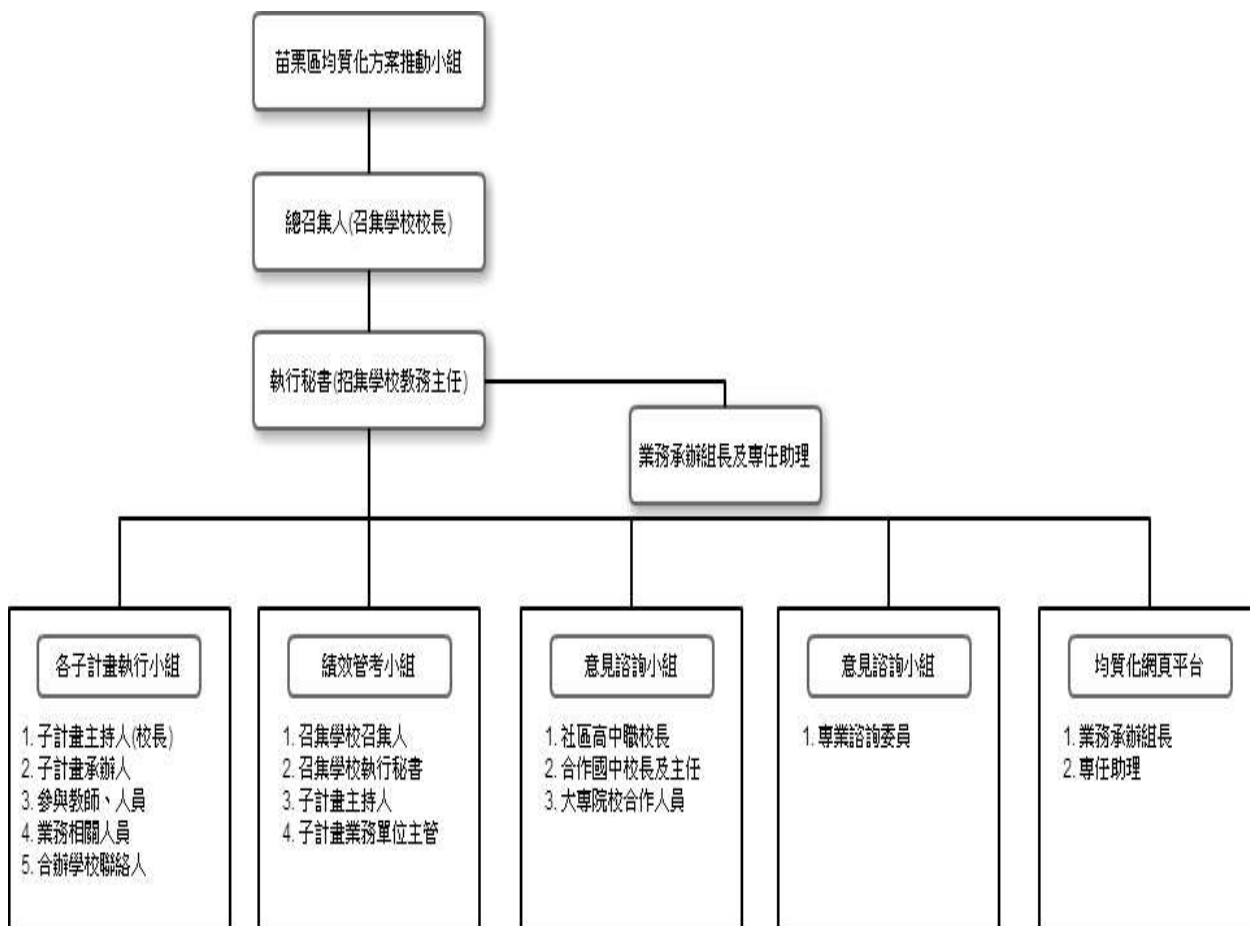 苗栗區均質化方案推動小組
總召集人(召集學校校長)
執行秘書(招集學校教務主任)
業務承辦組長及專任助理
各子計畫執行小組
1. 子計畫主持人(校長)
2. 子計畫承辦人
3. 參與教師、人員
4. 業務相關人員
5. 合辦學校聯絡人
績效管考小組
1. 召集學校召集人
2. 召集學校執行秘書
3. 子計畫主持人
4. 子計畫業務單位主管
意見諮詢小組
1. 社區高中職校長
2. 合作國中校長及主任
3. 大專院校合作人員
意見諮詢小組
1. 專業諮詢委員
均質化網頁平台
1. 業務承辦組長
2. 專任助理